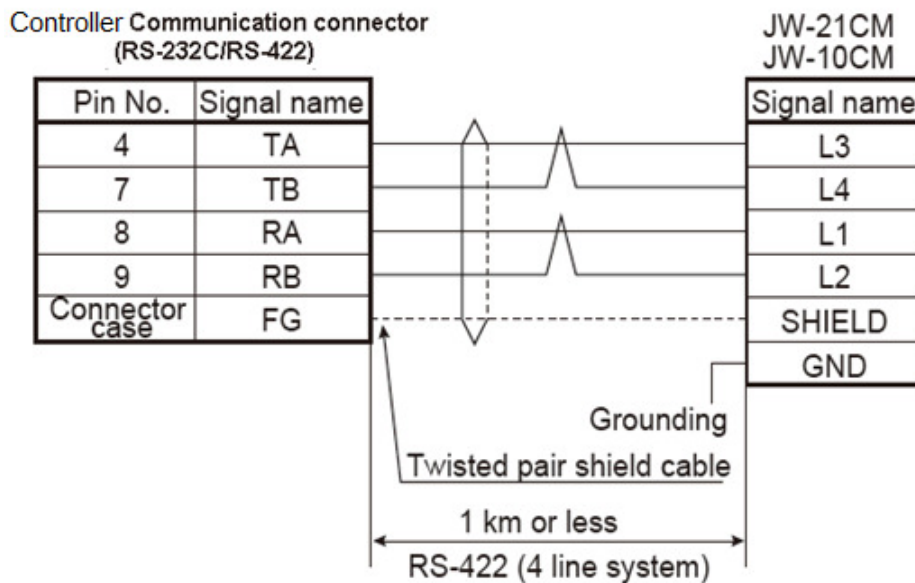 Controller Communication connector
(RS-232C/RS-422)
JW-21CM
JW-10CM
Pin No. Signal name
Signal name
4 TA L3
7 TB L4
8 RA L1
9 RB L2
Connector case FG SHIELD
GND
Grounding
Twisted pair shield cable
1 km or less
RS-422 (4 line system)